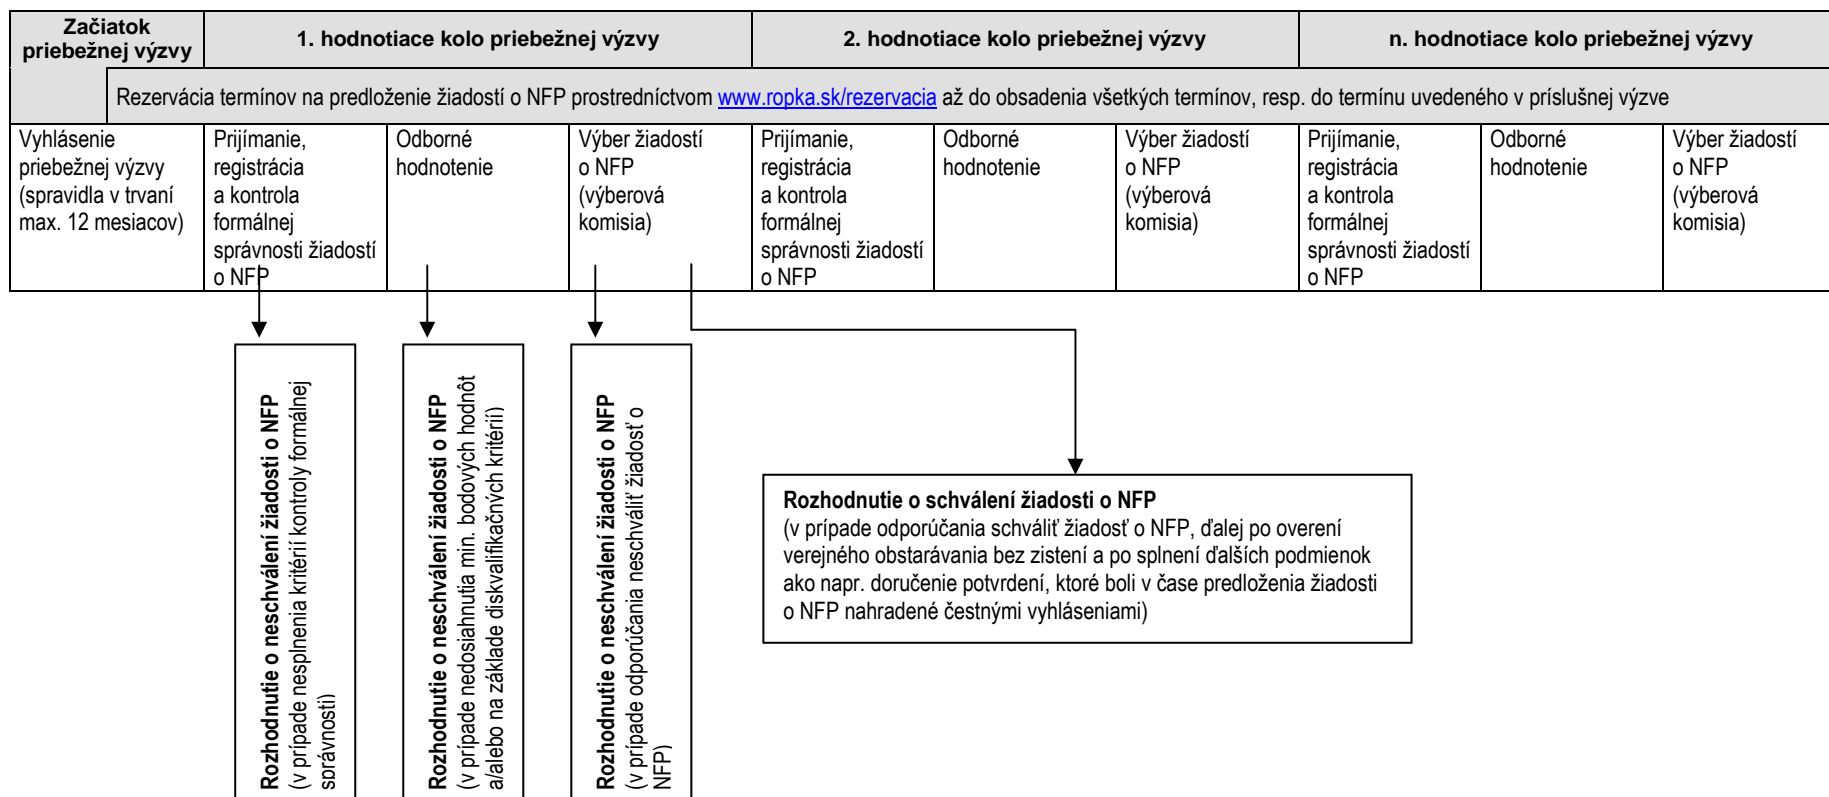 Začiatok
priebežnej výzvy
1. hodnotiace kolo priebežnej výzvy
2. hodnotiace kolo priebežnej výzvy
n. hodnotiace kolo priebežnej výzvy
Rezervácia termínov na predloženie žiadostí o NFP prostredníctvom www.ropka.sk/rezervacia až do obsadenia všetkých termínov, resp. do termínu uvedeného v príslušnej výzve
Vyhlásenie
priebežnej výzvy
(spravidla v trvaní
max. 12 mesiacov)
Prijímanie,
registrácia
a kontrola
formálnej
správnosti žiadostí
o NFP
Odborné
hodnotenie
Výber žiadostí
o NFP
(výberová
komisia)
Prijímanie,
registrácia
a kontrola
formálnej
správnosti žiadostí
o NFP
Odborné
hodnotenie
Výber žiadostí
o NFP
(výberová
komisia)
Prijímanie,
registrácia
a kontrola
formálnej
správnosti žiadostí
o NFP
Odborné
hodnotenie
Výber žiadostí
o NFP
(výberová
komisia)
Rozhodnutie o neschválení žiadosti o NFP
(v prípade nesplnenia kritérií kontroly formálnej
správnosti)
Rozhodnutie o neschválení žiadosti o NFP
(v prípade nedosiahnutia min. bodových hodnôt
a/alebo na základe diskvalifikačných kritérií)
Rozhodnutie o neschválení žiadosti o NFP
(v prípade odporúčania neschváliť žiadosť o
NFP)
Rozhodnutie o schválení žiadosti o NFP
(v prípade odporúčania schváliť žiadosť o NFP, ďalej po overení
verejného obstarávania bez zistení a po splnení ďalších podmienok
ako napr. doručenie potvrdení, ktoré boli v čase predloženia žiadosti
o NFP nahradené čestnými vyhláseniami)